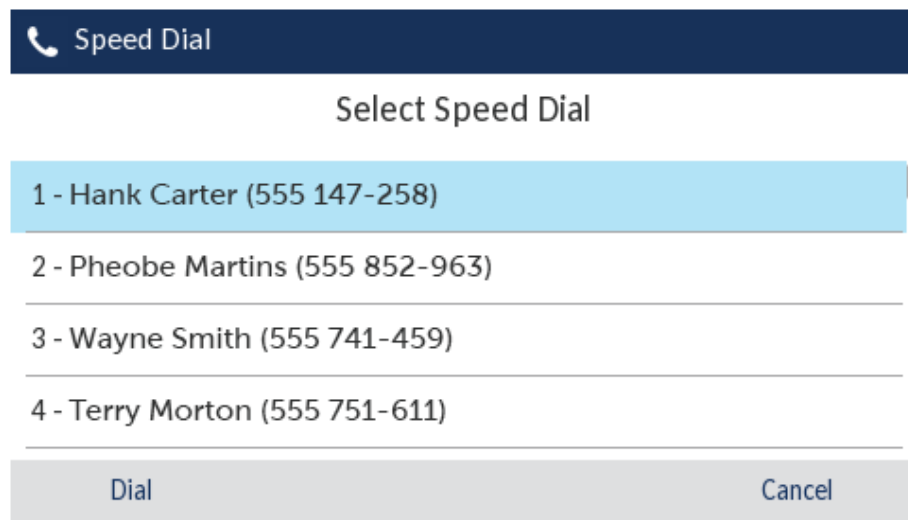 Speed Dial
Select Speed Dial
1 - Hank Carter (555 147-258)
2 - Pheobe Martins (555 852-963)
3 - Wayne Smith (555 741-459)
4 - Terry Morton (555 751-611)
Dial Cancel